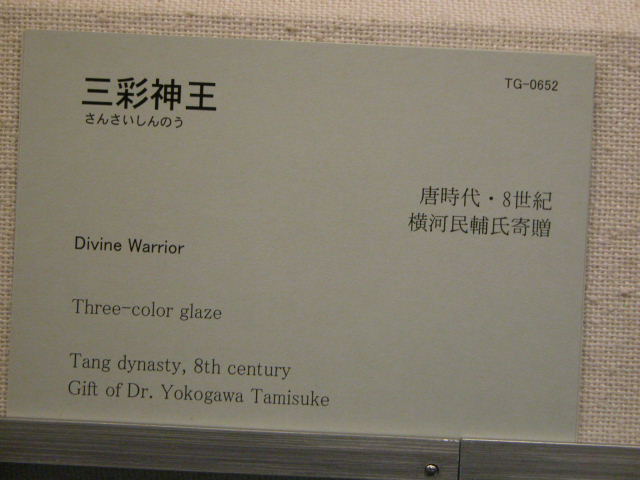 三彩神王
さんさいしんのう
TG-0652
唐時代・8世紀
横河民輔氏寄贈
Divine Warrior
Three-color glaze
Tang dynasty, 8th century
Gift of Dr. Yokogawa Tamisuke